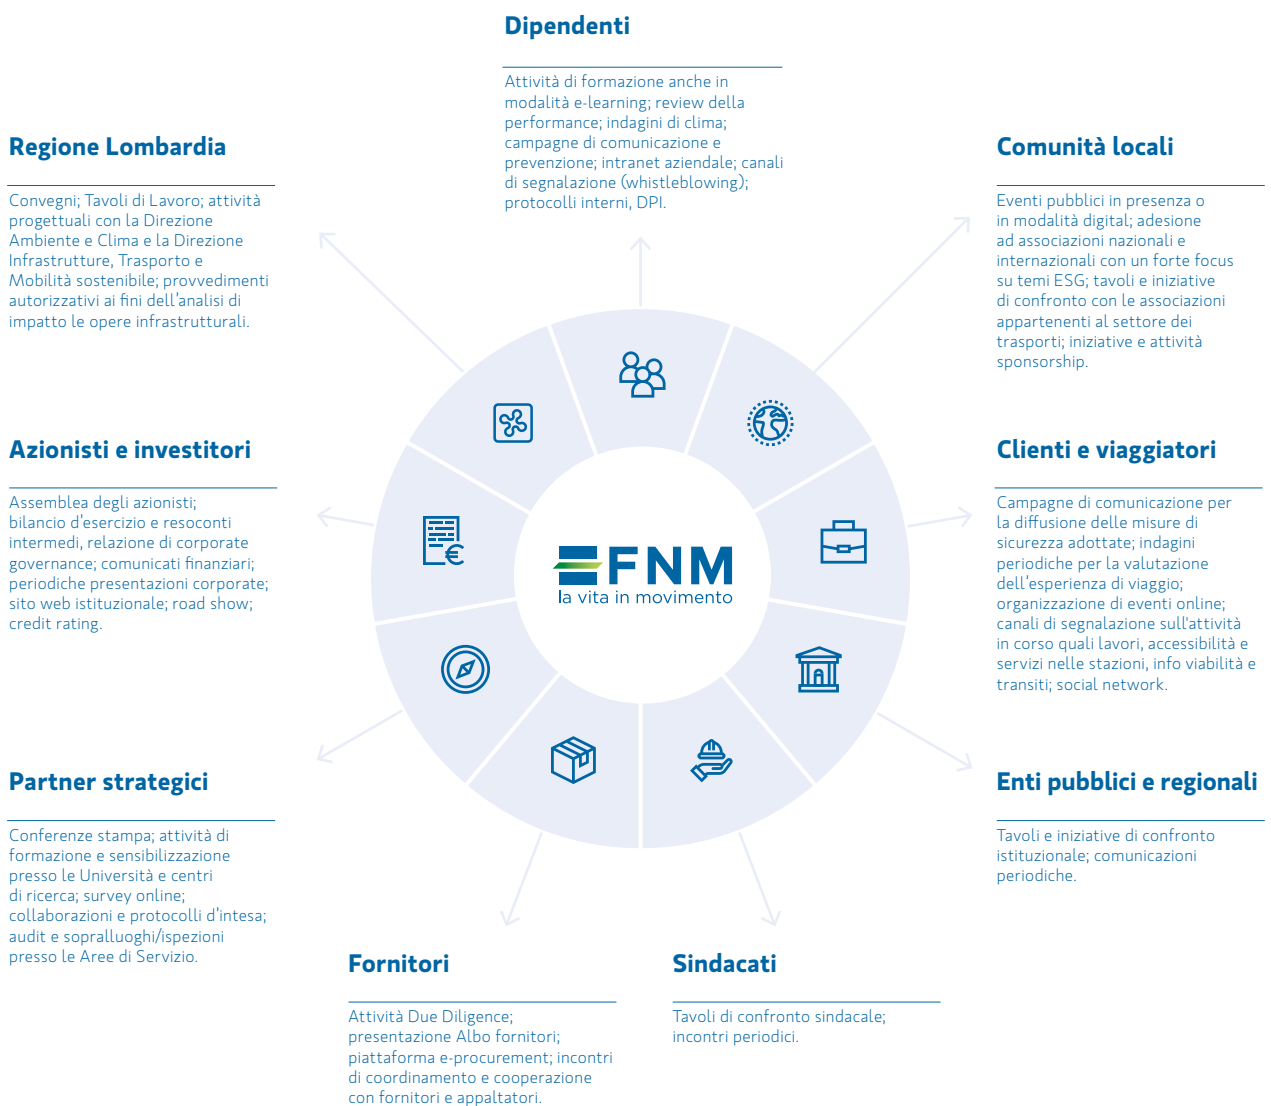 Dipendenti
Attività di formazione anche in
modalità e-learning; review della
performance; indagini di clima;
campagne di comunicazione e
prevenzione; intranet aziendale; canali
di segnalazione (whistleblowing);
protocolli interni, DPI.
Regione Lombardia
Convegni; Tavoli di Lavoro; attività
progettuali con la Direzione
Ambiente e Clima e la Direzione
Infrastrutture, Trasporto e
Mobilità sostenibile; provvedimenti
autorizzativi ai fini dell'analisi di
impatto le opere infrastrutturali.
Comunità locali
Eventi pubblici in presenza o
in modalità digital; adesione
ad associazioni nazionali e
internazionali con un forte focus
su temi ESG; tavoli e iniziative
di confronto con le associazioni
appartenenti al settore dei
trasporti; iniziative e attività
sponsorship.
Azionisti e investitori
Assemblea degli azionisti;
bilancio d'esercizio e resoconti
intermedi, relazione di corporate
governance; comunicati finanziari;
periodiche presentazioni corporate;
sito web istituzionale; road show;
credit rating.
Clienti e viaggiatori
Campagne di comunicazione per
la diffusione delle misure di
sicurezza adottate; indagini
periodiche per la valutazione
dell'esperienza di viaggio;
organizzazione di eventi online;
canali di segnalazione sull'attività
in corso quali lavori, accessibilità e
servizi nelle stazioni, info viabilità e
transiti; social network.
FNM
la vita in movimento
Partner strategici
Conferenze stampa; attività di
formazione e sensibilizzazione
presso le Università e centri
di ricerca; survey online;
collaborazioni e protocolli d'intesa;
audit e sopralluoghi/ispezioni
presso le Aree di Servizio.
Enti pubblici e regionali
Tavoli e iniziative di confronto
istituzionale; comunicazioni
periodiche.
Fornitori
Attività Due Diligence;
presentazione Albo fornitori;
piattaforma e-procurement; incontri
di coordinamento e cooperazione
con fornitori e appaltatori.
Sindacati
Tavoli di confronto sindacale;
incontri periodici.